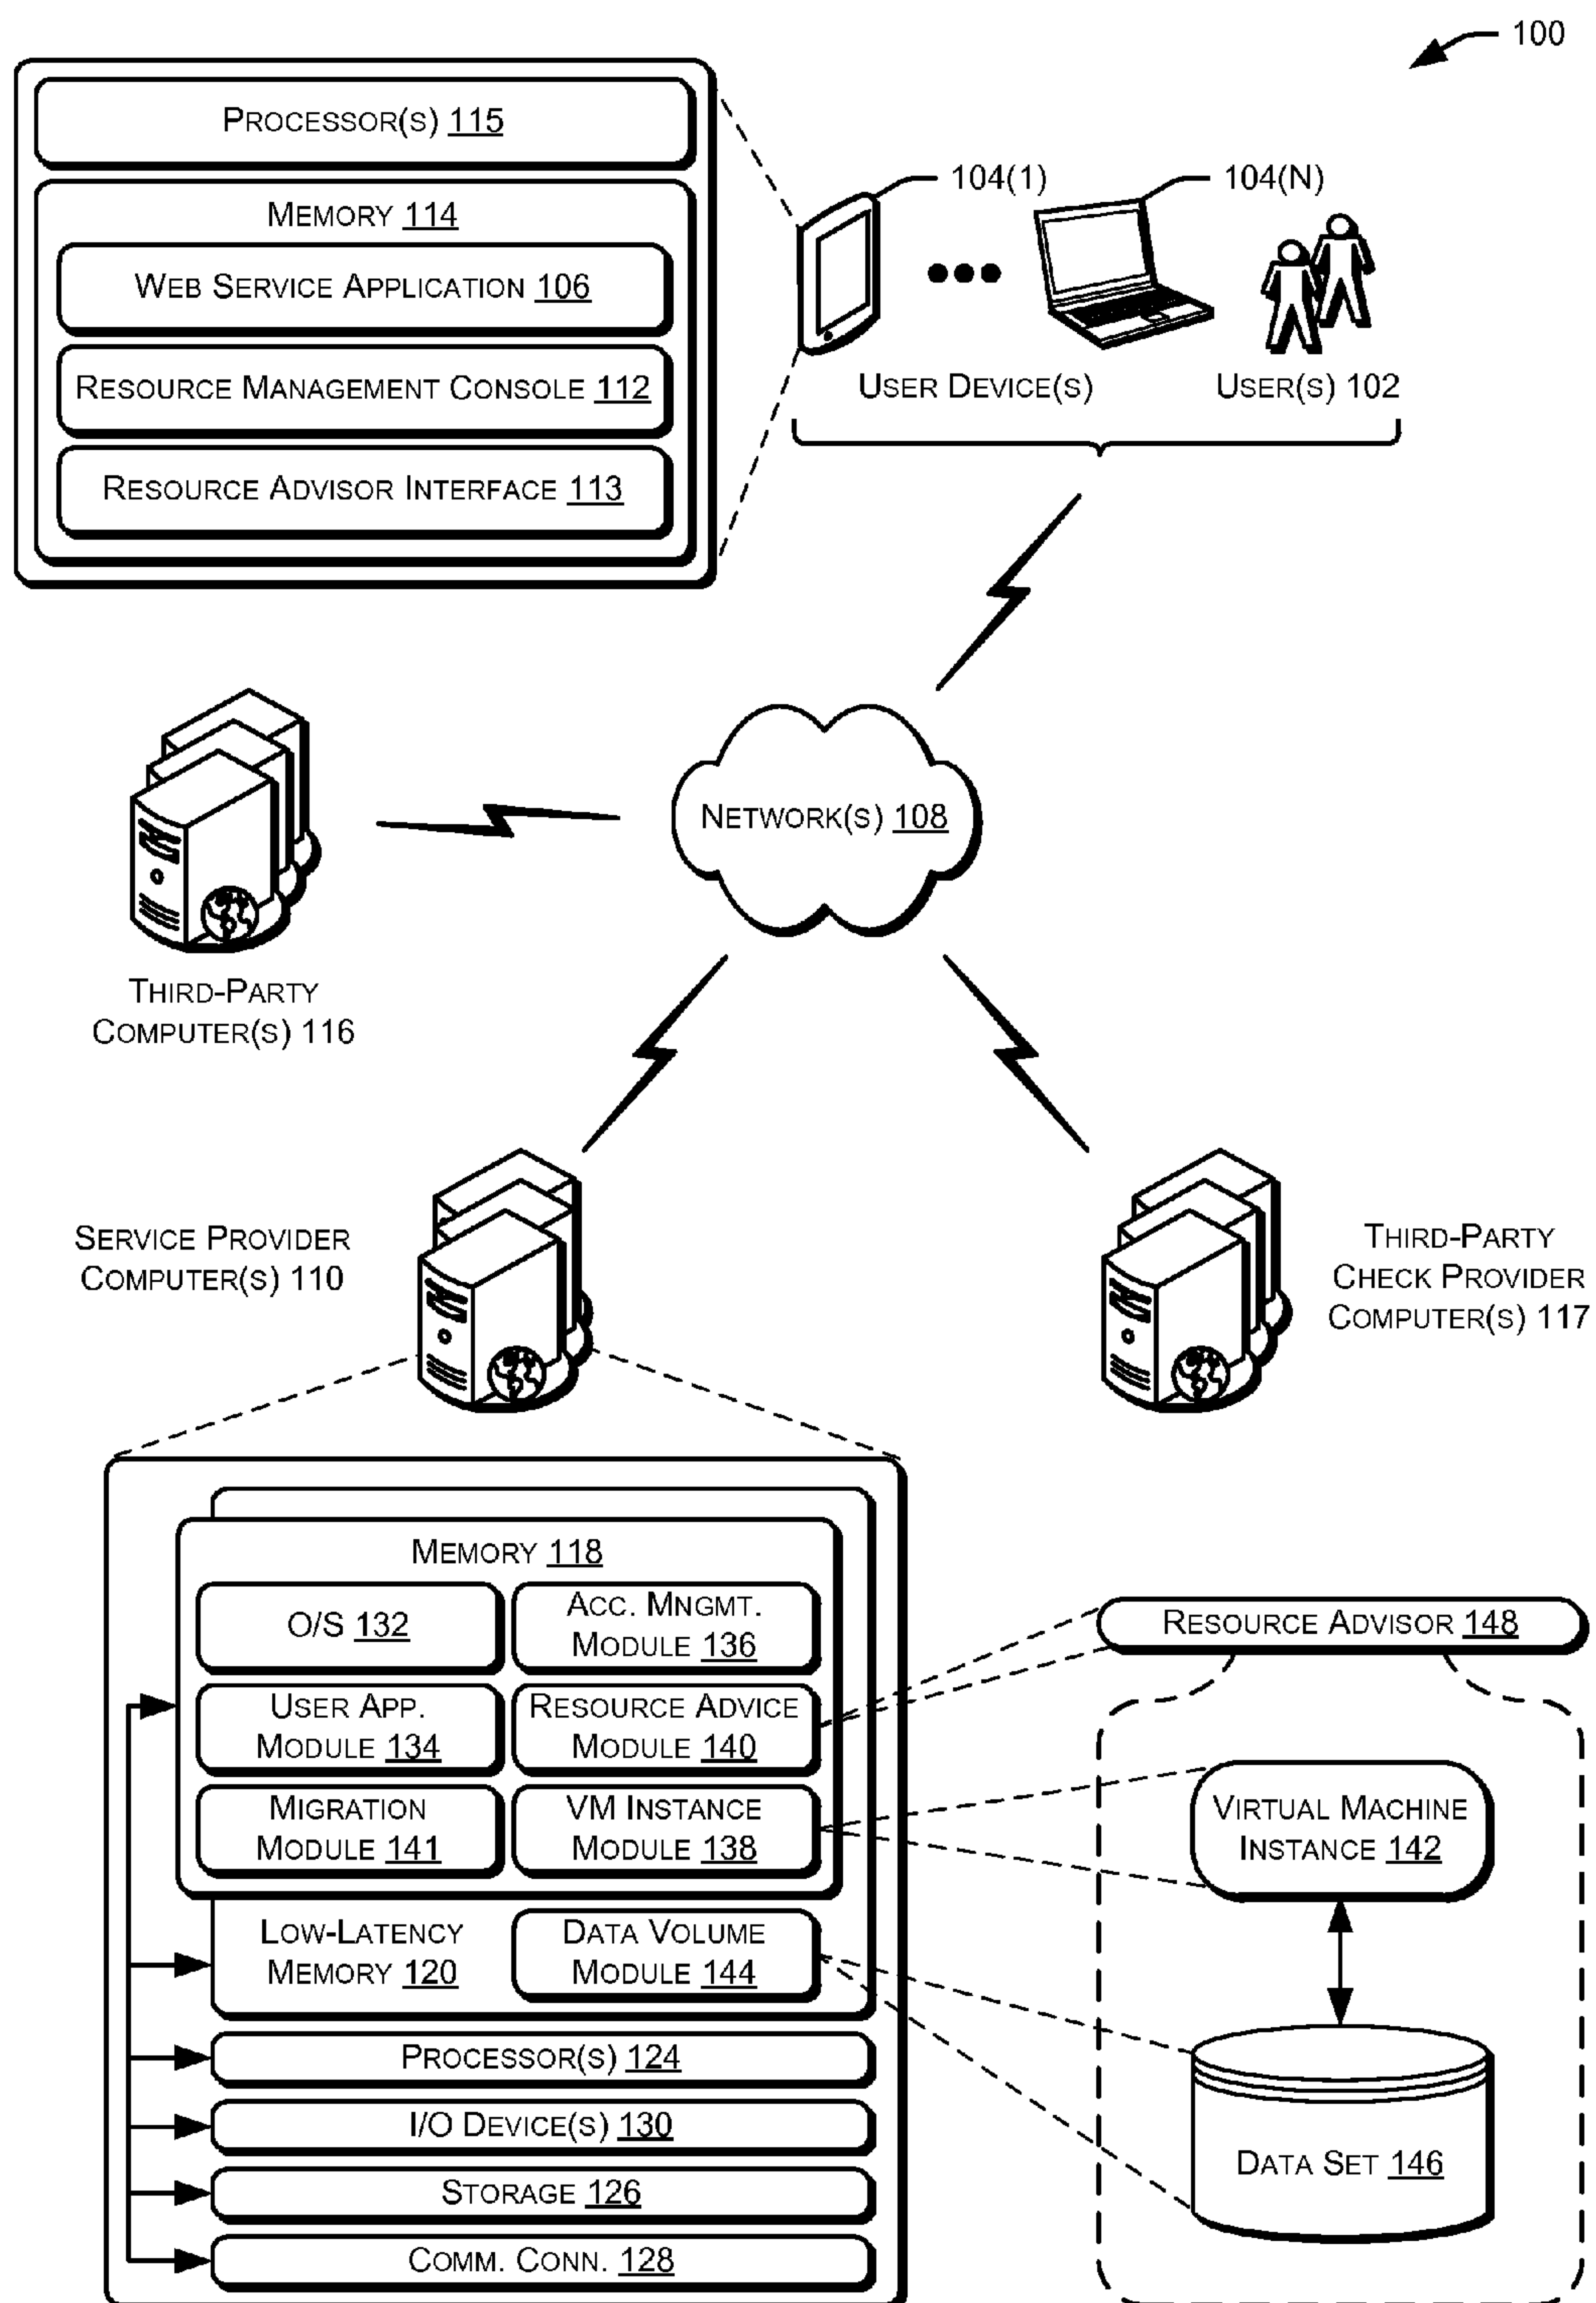 100
PROCESSOR(S) 115
MEMORY 114
WEB SERVICE APPLICATION 106
RESOURCE MANAGEMENT CONSOLE 112
RESOURCE ADVISOR INTERFACE 113
104(1)
104(N)
USER DEVICE(S)
USER(S) 102
NETWORK(S) 108
THIRD-PARTY
COMPUTER(S) 116
SERVICE PROVIDER
COMPUTER(S) 110
THIRD-PARTY
CHECK PROVIDER
COMPUTER(S) 117
MEMORY 118
O/S 132
ACC. MNGMT.
MODULE 136
USER APP.
MODULE 134
RESOURCE ADVICE
MODULE 140
MIGRATION
MODULE 141
VM INSTANCE
MODULE 138
LOW-LATENCY
MEMORY 120
DATA VOLUME
MODULE 144
PROCESSOR(S) 124
I/O DEVICE(S) 130
STORAGE 126
COMM. CONN. 128
RESOURCE ADVISOR 148
VIRTUAL MACHINE
INSTANCE 142
DATA SET 146